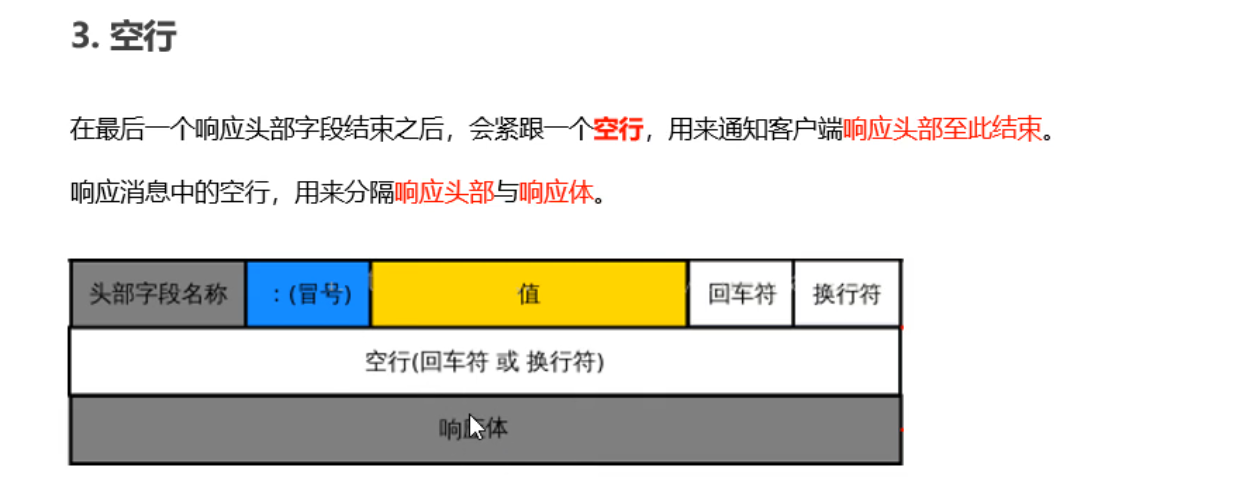 3. 空行
在最后一个响应头部字段结束之后，会紧跟一个空行，用来通知客户端响应头部至此结束。
响应消息中的空行，用来分隔响应头部与响应体。
头部字段名称 ：(冒号) 值 回车符 换行符
空行(回车符 或 换行符)
响应体